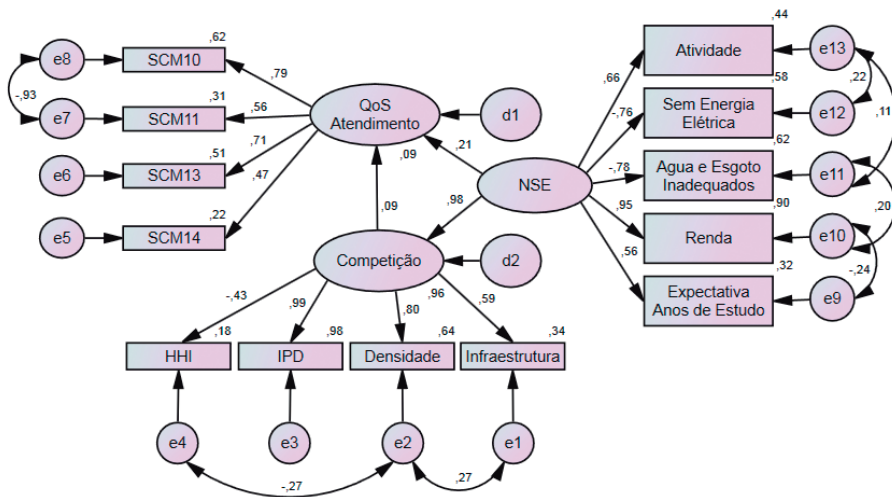 ,44
,62
e13
e8
SCM10
Atividade
,79
,66
,58
,22
-,93
,31
QoS
Atendimento
d1
Sem Energia
Elétrica
e12
,11
e7
SCM11
,56
-,76
,71
,21
,62
,51
,09
-,78
Agua e Esgoto
Inadequados
e11
e6
SCM13
,47
NSE
,20
,98
,95
,90
,22
,09
,56
Renda
e10
e5
SCM14
Competição
d2
,32
-,24
Expectativa
Anos de Estudo
e9
-,43
,99
,80
,96
,59
,18
,98
,64
,34
HHI
IPD
Densidade
Infraestrutura
e4
e3
e2
e1
-,27
,27